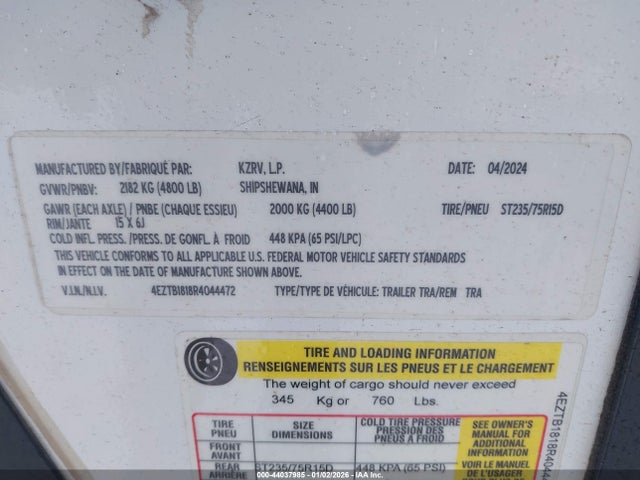 MANUFACTURED BY/FABRIQUÉ PAR: KZRV, L.P. DATE: 04/2024
GVWR/PNBV: 2182 KG (4800 LB) SHIPSHEWANA, IN
GAWR (EACH AXLE) / PNBE (CHAQUE ESSIEU) 2000 KG (4400 LB) TIRE/PNEU ST235/75R15D
RIM/JANTE 15 X 6J
COLD INFL. PRESS. /PRESS. DE GONFL. À FROID 448 KPA (65 PSI/LPC)
THIS VEHICLE CONFORMS TO ALL APPLICABLE U.S. FEDERAL MOTOR VEHICLE SAFETY STANDARDS
IN EFFECT ON THE DATE OF MANUFACTURE SHOWN ABOVE.
V.I.N./N.I.V. 4EZTB1818R4044472 TYPE/TYPE DE VÉHICULE: TRAILER TRA/REM TRA
TIRE AND LOADING INFORMATION
RENSEIGNEMENTS SUR LES PNEUS ET LE CHARGEMENT
The weight of cargo should never exceed
345 Kg or 760 Lbs.
TIRE
PNEU
SIZE
DIMENSIONS
COLD TIRE PRESSURE
PRESSION DES
PNEUS A FROID
SEE OWNER'S
MANUAL FOR
ADDITIONAL
INFORMATION
VOIR LE MANUEL
DE L'USAGER
FRONT
AVANT
REAR
ARRIÈRE
ST235/75R15D 448 KPA (65 PSI)
4EZTB1818R4044
© IAA -- 44037985 -- 01/02/2026 -- IAA